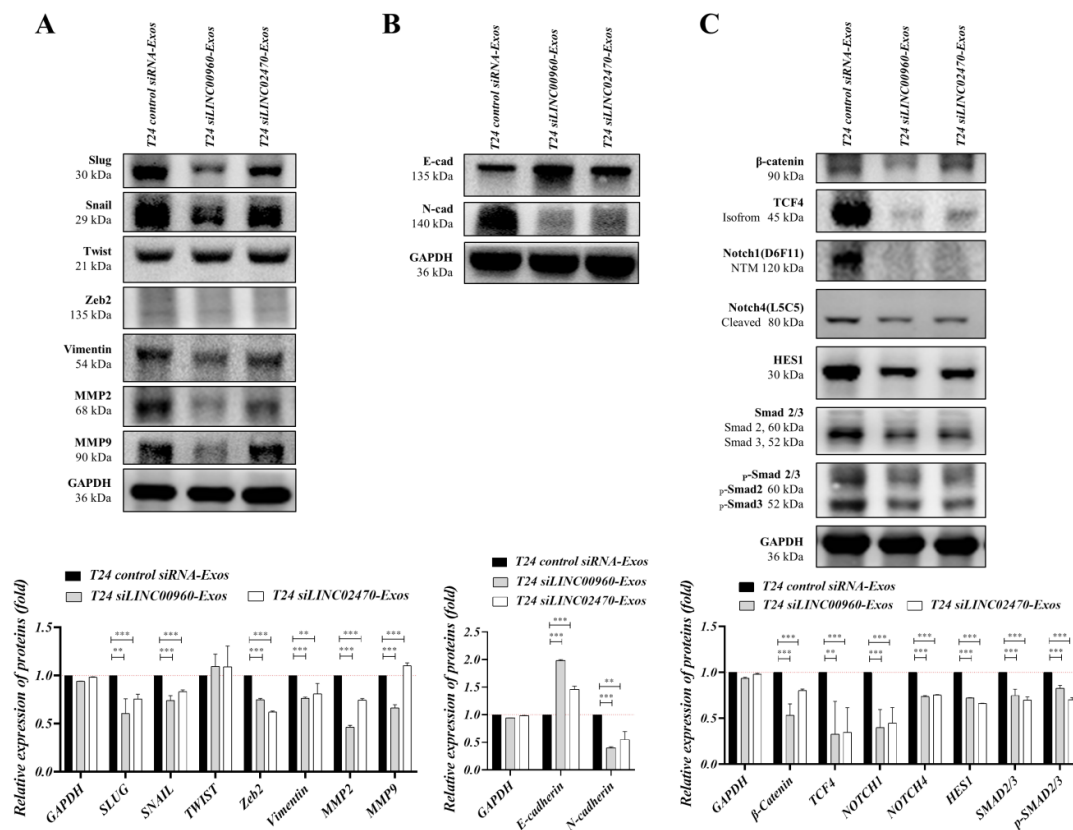 A
T24 control siRNA-Exos
T24 siLINC00960-Exos
T24 siLINC02470-Exos
Slug
30 kDa
Snail
29 kDa
Twist
21 kDa
Zeb2
135 kDa
Vimentin
54 kDa
MMP2
68 kDa
MMP9
90 kDa
GAPDH
36 kDa
T24 control siRNA-Exos
T24 siLINC00960-Exos
T24 siLINC02470-Exos
Relative expression of proteins (fold)
1.5
1.0
0.5
0.0
*** ** *** *** *** *** ** *** *** *** *** ***
GAPDH
SLUG
SNAIL
TWIST
Zeb2
Vimentin
MMP2
MMP9
B
T24 control siRNA-Exos
T24 siLINC00960-Exos
T24 siLINC02470-Exos
E-cad
135 kDa
N-cad
140 kDa
GAPDH
36 kDa
T24 control siRNA-Exos
T24 siLINC00960-Exos
T24 siLINC02470-Exos
Relative expression of proteins (fold)
2.5
2.0
1.5
1.0
0.5
0.0
*** *** ** ***
GAPDH
E-cadherin
N-cadherin
C
T24 control siRNA-Exos
T24 siLINC00960-Exos
T24 siLINC02470-Exos
β-catenin
90 kDa
TCF4
Isofrom 45 kDa
Notch1(D6F11)
NTM 120 kDa
Notch4(L5C5)
Cleaved 80 kDa
HES1
30 kDa
Smad 2/3
Smad 2, 60 kDa
Smad 3, 52 kDa
p-Smad 2/3
p-Smad2 60 kDa
p-Smad3 52 kDa
GAPDH
36 kDa
T24 control siRNA-Exos
T24 siLINC00960-Exos
T24 siLINC02470-Exos
Relative expression of proteins (fold)
1.5
1.0
0.5
0.0
*** *** *** ** *** *** *** *** *** *** *** *** *** ***
GAPDH
β-Catenin
TCF4
NOTCH1
NOTCH4
HES1
SMAD2/3
p-SMAD2/3